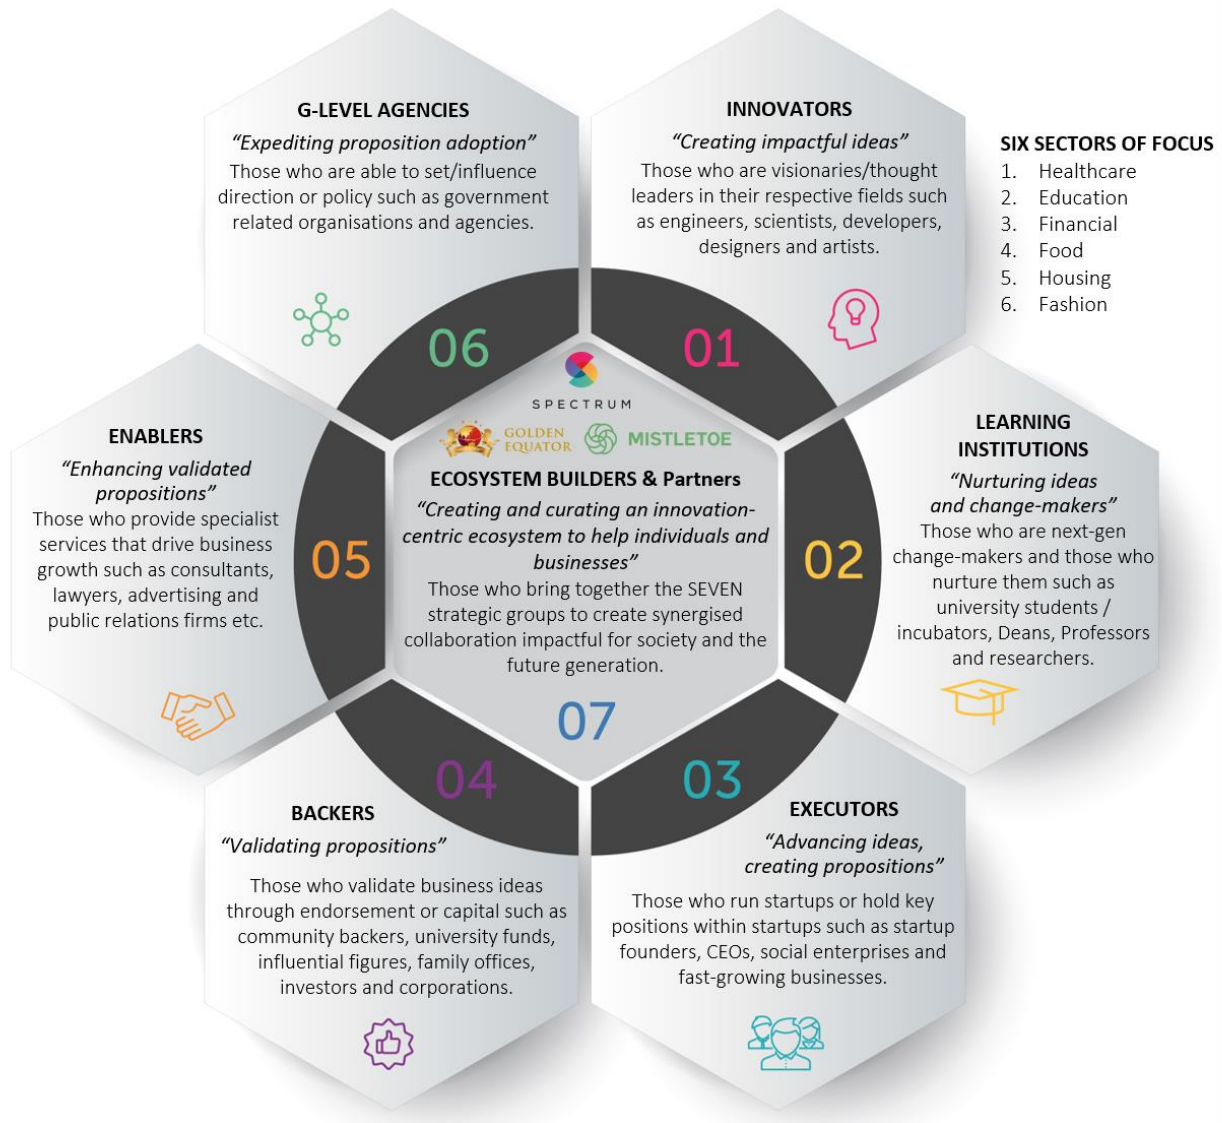 G-LEVEL AGENCIES
“Expediting proposition adoption”
Those who are able to set/influence
direction or policy such as government
related organisations and agencies.
06
INNOVATORS
“Creating impactful ideas”
Those who are visionaries/thought
leaders in their respective fields such
as engineers, scientists, developers,
designers and artists.
01
SIX SECTORS OF FOCUS
1. Healthcare
2. Education
3. Financial
4. Food
5. Housing
6. Fashion
ENABLERS
“Enhancing validated
propositions”
Those who provide specialist
services that drive business
growth such as consultants,
lawyers, advertising and
public relations firms etc.
05
SPECTRUM
GOLDEN
EQUATOR
MISTLETOE
ECOSYSTEM BUILDERS & Partners
“Creating and curating an innovation-
centric ecosystem to help individuals and
businesses”
Those who bring together the SEVEN
strategic groups to create synergised
collaboration impactful for society and the
future generation.
07
LEARNING
INSTITUTIONS
“Nurturing ideas
and change-makers”
Those who are next-gen
change-makers and those who
nurture them such as
university students /
incubators, Deans, Professors
and researchers.
02
04
BACKERS
“Validating propositions”
Those who validate business ideas
through endorsement or capital such as
community backers, university funds,
influential figures, family offices,
investors and corporations.
03
EXECUTORS
“Advancing ideas,
creating propositions”
Those who run startups or hold key
positions within startups such as startup
founders, CEOs, social enterprises and
fast-growing businesses.